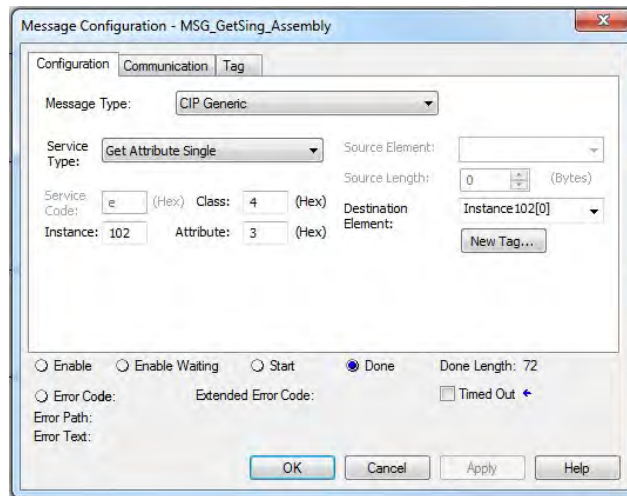 Message Configuration - MSG_GetSing_Assembly
X
Configuration Communication Tag
Message Type: CIP Generic
Service Type: Get Attribute Single
Source Element:
Source Length: 0 (Bytes)
Service Code: e (Hex) Class: 4 (Hex)
Destination Element: Instance102[0]
Instance: 102 Attribute: 3 (Hex)
New Tag...
Enable Enable Waiting Start Done Done Length: 72
Error Code: Extended Error Code: Timed Out
Error Path:
Error Text:
OK Cancel Apply Help